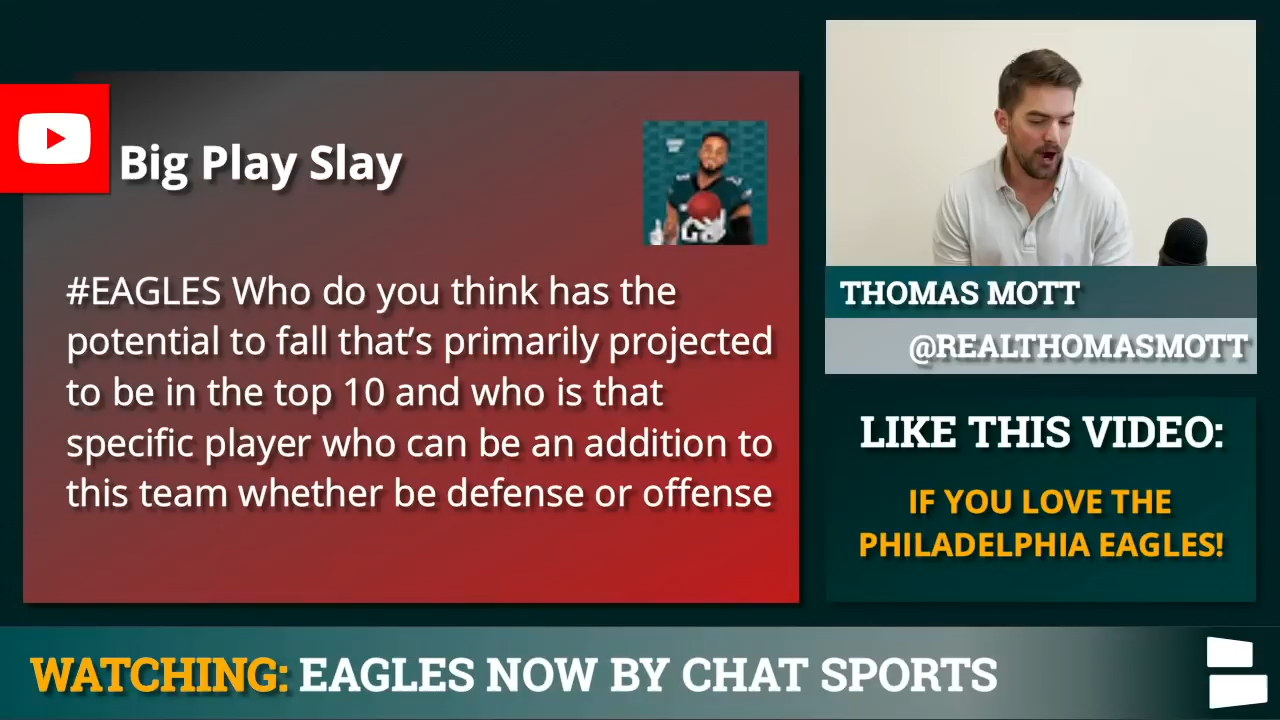 Big Play Slay
#EAGLES Who do you think has the
potential to fall that’s primarily projected
to be in the top 10 and who is that
specific player who can be an addition to
this team whether be defense or offense
THOMAS MOTT
@REALTHOMASMOTT
LIKE THIS VIDEO:
IF YOU LOVE THE
PHILADELPHIA EAGLES!
WATCHING: EAGLES NOW BY CHAT SPORTS